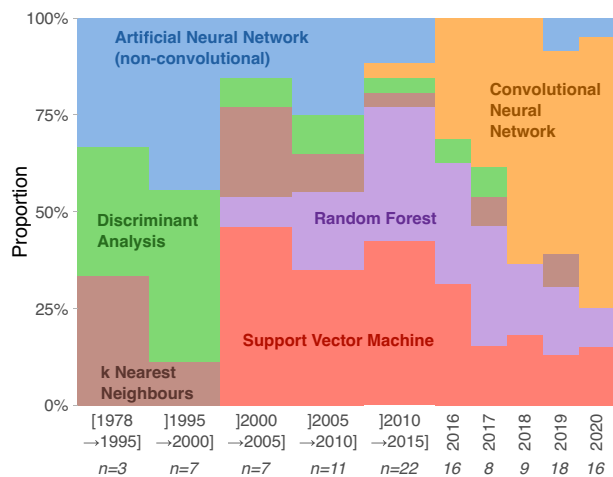 100%
75%
50%
25%
0%
Proportion
Artificial Neural Network
(non-convolutional)
Convolutional
Neural
Network
Discriminant
Analysis
Random Forest
Support Vector Machine
k Nearest
Neighbours
[1978 ]1995 ]2000 ]2005 ]2010 2016 2017 2018 2019 2020
→1995] →2000] →2005] →2010] →2015]
n=3 n=7 n=7 n=11 n=22 16 8 9 18 16